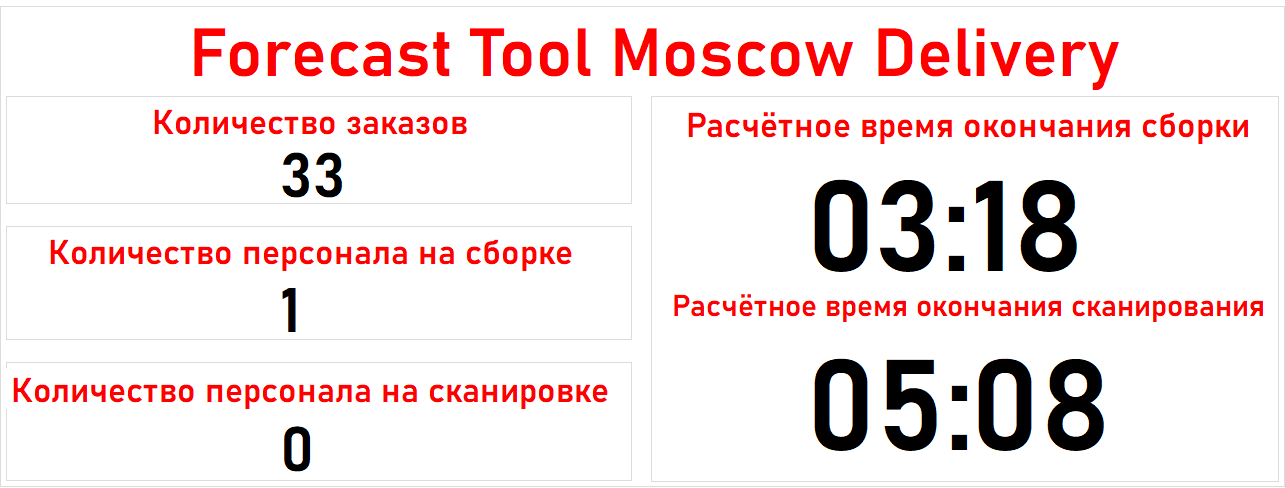 Forecast Tool Moscow Delivery
Количество заказов
33
Количество персонала на сборке
1
Количество персонала на сканировке
0
Расчётное время окончания сборки
03:18
Расчётное время окончания сканирования
05:08